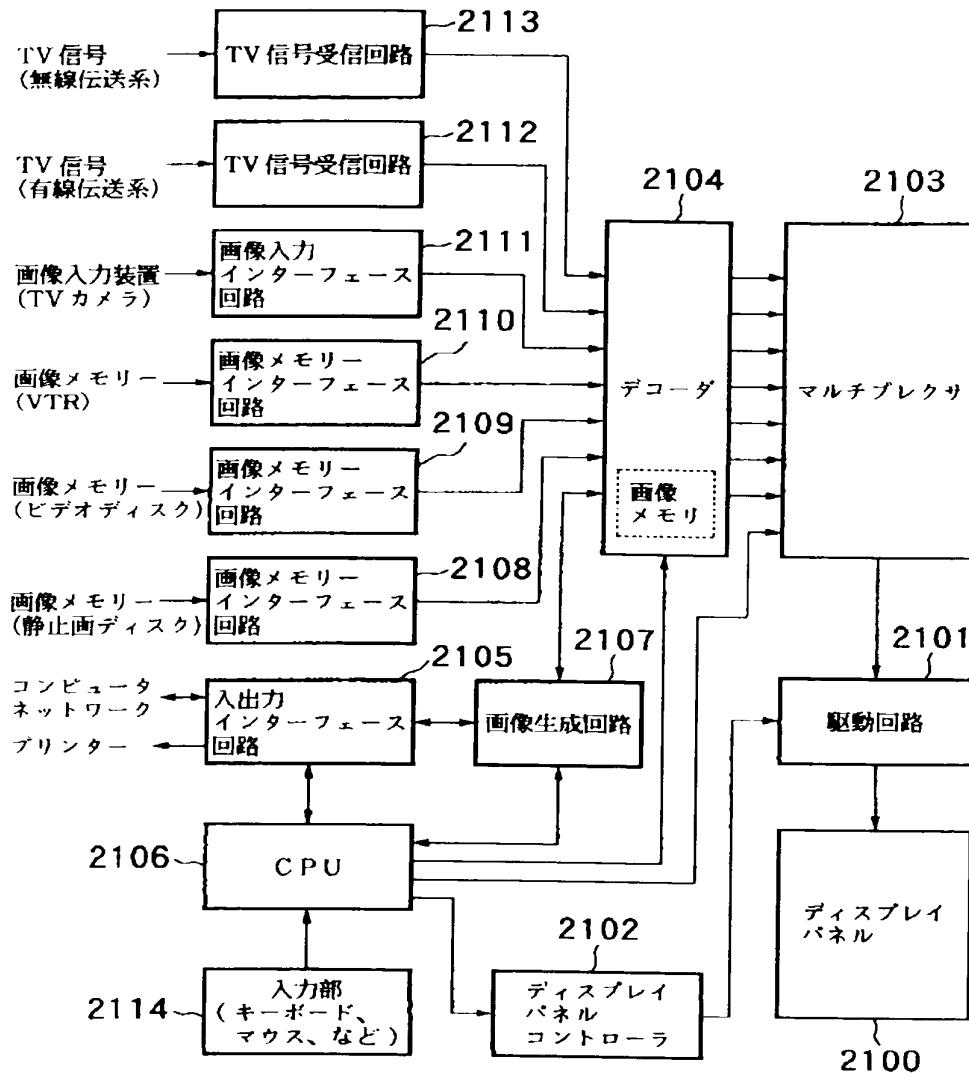 2113
TV 信号
(無線伝送系)
TV 信号受信回路
2112
TV 信号
(有線伝送系)
TV 信号受信回路
2104
2103
2111
画像入力装置
(TV カメラ)
画像入力
インターフェース
回路
2110
画像メモリー
(VTR)
画像メモリー
インターフェース
回路
デコーダ
マルチプレクサ
2109
画像メモリー
(ビデオディスク)
画像メモリー
インターフェース
回路
画像
メモリ
2108
画像メモリー
(静止画ディスク)
画像メモリー
インターフェース
回路
2105
2107
2101
コンピュータ
ネットワーク
プリンター
入出力
インターフェース
回路
画像生成回路
駆動回路
2106
CPU
ディスプレイ
パネル
2102
2114
入力部
(キーボード、
マウス、など)
ディスプレイ
パネル
コントローラ
2100